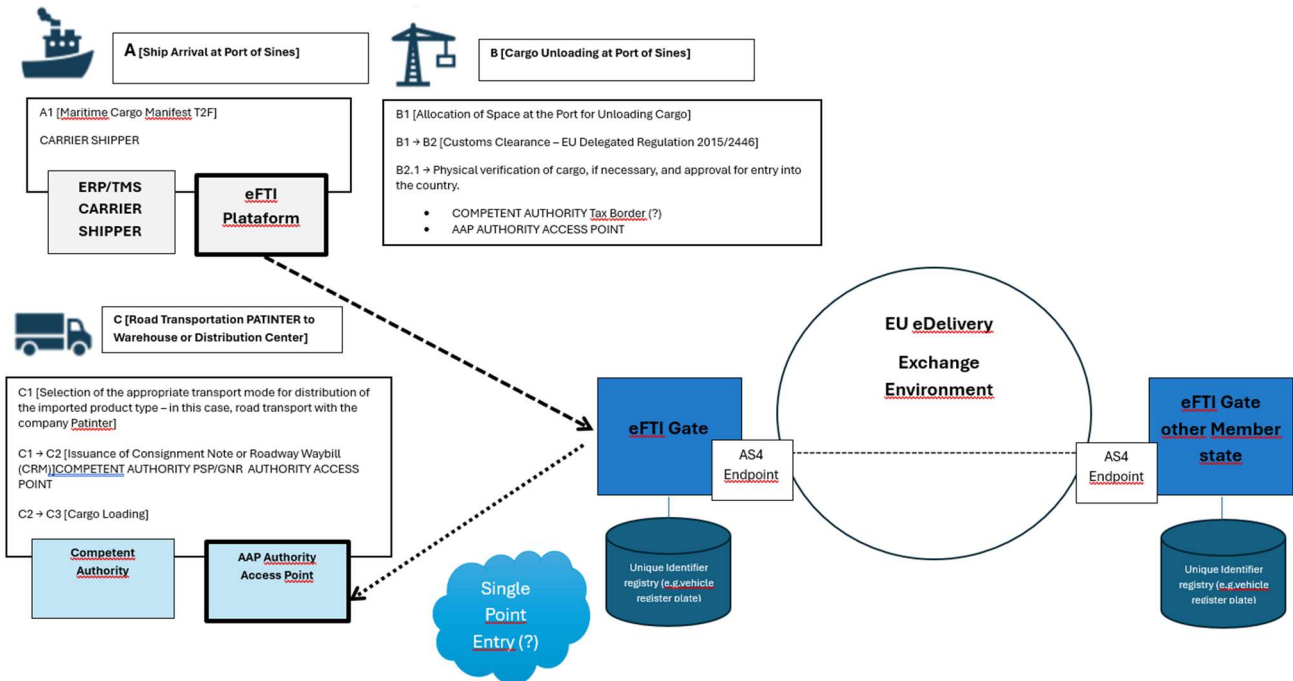 A [Ship Arrival at Port of Sines]
B [Cargo Unloading at Port of Sines]
A1 [Maritime Cargo Manifest T2F]
CARRIER SHIPPER
ERP/TMS
CARRIER
SHIPPER
eFTI
Plataform
B1 [Allocation of Space at the Port for Unloading Cargo]
B1 → B2 [Customs Clearance – EU Delegated Regulation 2015/2446]
B2.1 → Physical verification of cargo, if necessary, and approval for entry into
the country.
• COMPETENT AUTHORITY Tax Border (?)
• AAP AUTHORITY ACCESS POINT
C [Road Transportation PATINTER to
Warehouse or Distribution Center]
C1 [Selection of the appropriate transport mode for distribution of
the imported product type – in this case, road transport with the
company Patinter]
C1 → C2 [Issuance of Consignment Note or Roadway Waybill
(CRM)]COMPETENT AUTHORITY PSP/GNR AUTHORITY ACCESS
POINT
C2 → C3 [Cargo Loading]
Competent
Authority
AAP Authority
Access Point
Single
Point
Entry (?)
eFTI Gate
AS4
Endpoint
Unique Identifier
registry (e.g.vehicle
register plate)
EU eDelivery
Exchange
Environment
eFTI Gate
other Member
state
AS4
Endpoint
Unique Identifier
registry (e.g.vehicle
register plate)